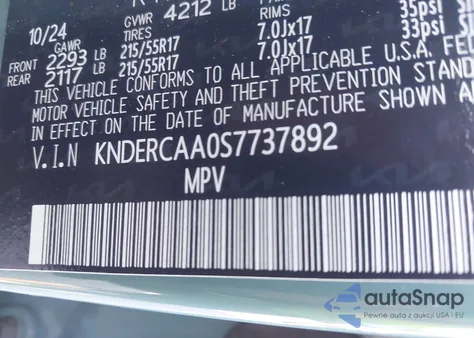 10/24 GVWR 4212 LB
GAWR TIRES RIMS 35psi
FRONT 2293 LB 215/55R17 7.0Jx17 33psi
REAR 2117 LB 215/55R17 7.0Jx17
THIS VEHICLE CONFORMS TO ALL APPLICABLE U.S.A. FE
MOTOR VEHICLE SAFETY AND THEFT PREVENTION STAND
IN EFFECT ON THE DATE OF MANUFACTURE SHOWN A
V.I.N KNDERCAA0S7737892
MPV
autoSnap
Pewne auta z aukcji USA i EU